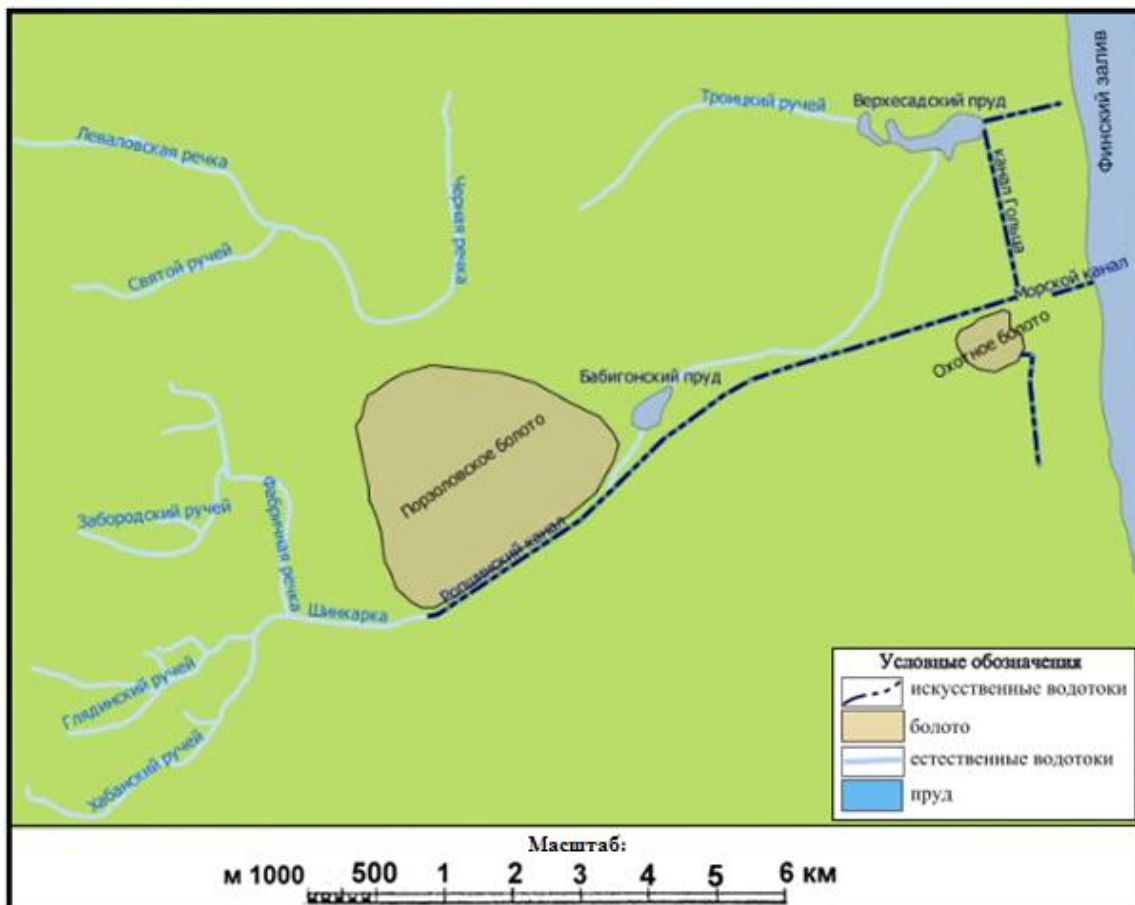 Троицкий ручей
Верхесадский пруд
Финский залив
Леваловская речка
Черная речка
канал Гольца
Святой ручей
Морской канал
Охотное болото
Бабигонский пруд
Порзоловское болото
Забородский ручей
Фабричная речка
Ропшинский канал
Шинкарка
Глядинский ручей
Хабанский ручей
Условные обозначения
искусственные водотоки
болото
естественные водотоки
пруд
Масштаб:
м 1000 500 1 2 3 4 5 6 км